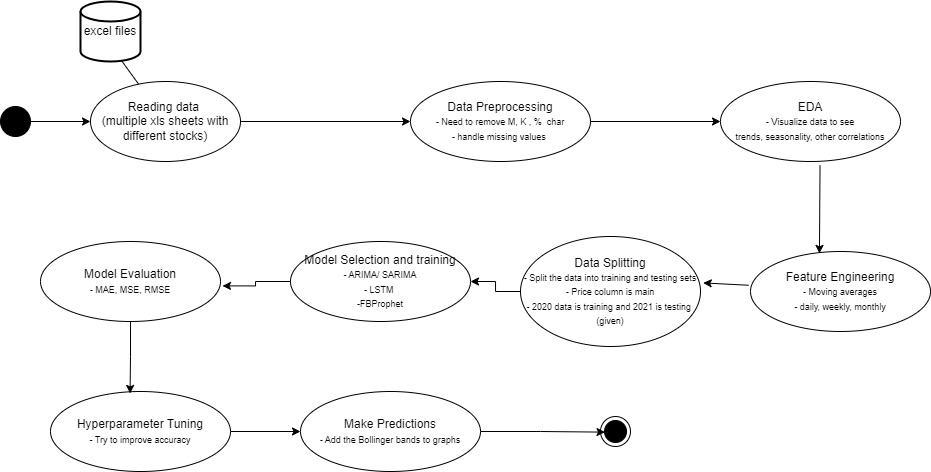 excel files
Reading data
(multiple xls sheets with
different stocks)
Data Preprocessing
- Need to remove M, K , % char
- handle missing values
EDA
- Visualize data to see
trends, seasonality, other correlations
Model Evaluation
- MAE, MSE, RMSE
Model Selection and training
- ARIMA/ SARIMA
- LSTM
-FBProphet
Data Splitting
- Split the data into training and testing sets
- Price column is main
- 2020 data is training and 2021 is testing
(given)
Feature Engineering
- Moving averages
- daily, weekly, monthly
Hyperparameter Tuning
- Try to improve accuracy
Make Predictions
- Add the Bollinger bands to graphs